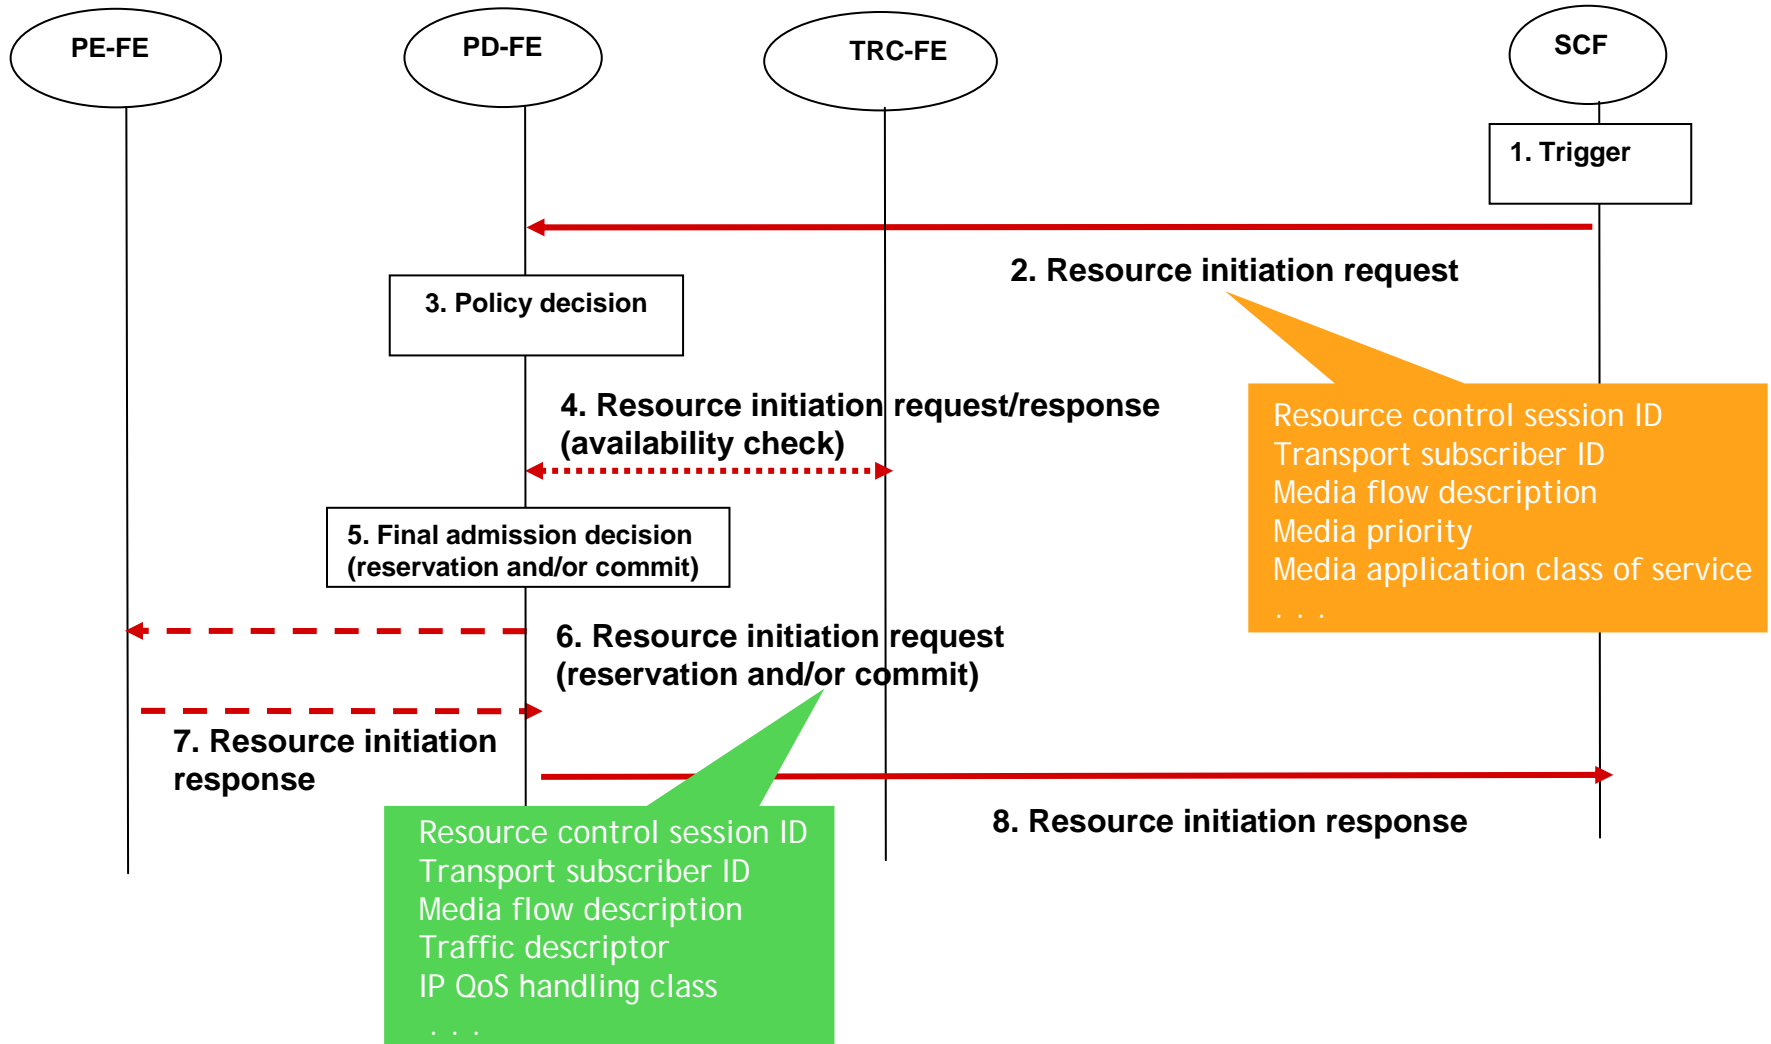 PE-FE
PD-FE
TRC-FE
SCF
1. Trigger
2. Resource initiation request
3. Policy decision
4. Resource initiation request/response
(availability check)
Resource control session ID
Transport subscriber ID
Media flow description
Media priority
Media application class of service
. . .
5. Final admission decision
(reservation and/or commit)
6. Resource initiation request
(reservation and/or commit)
7. Resource initiation
response
8. Resource initiation response
Resource control session ID
Transport subscriber ID
Media flow description
Traffic descriptor
IP QoS handling class
. . .